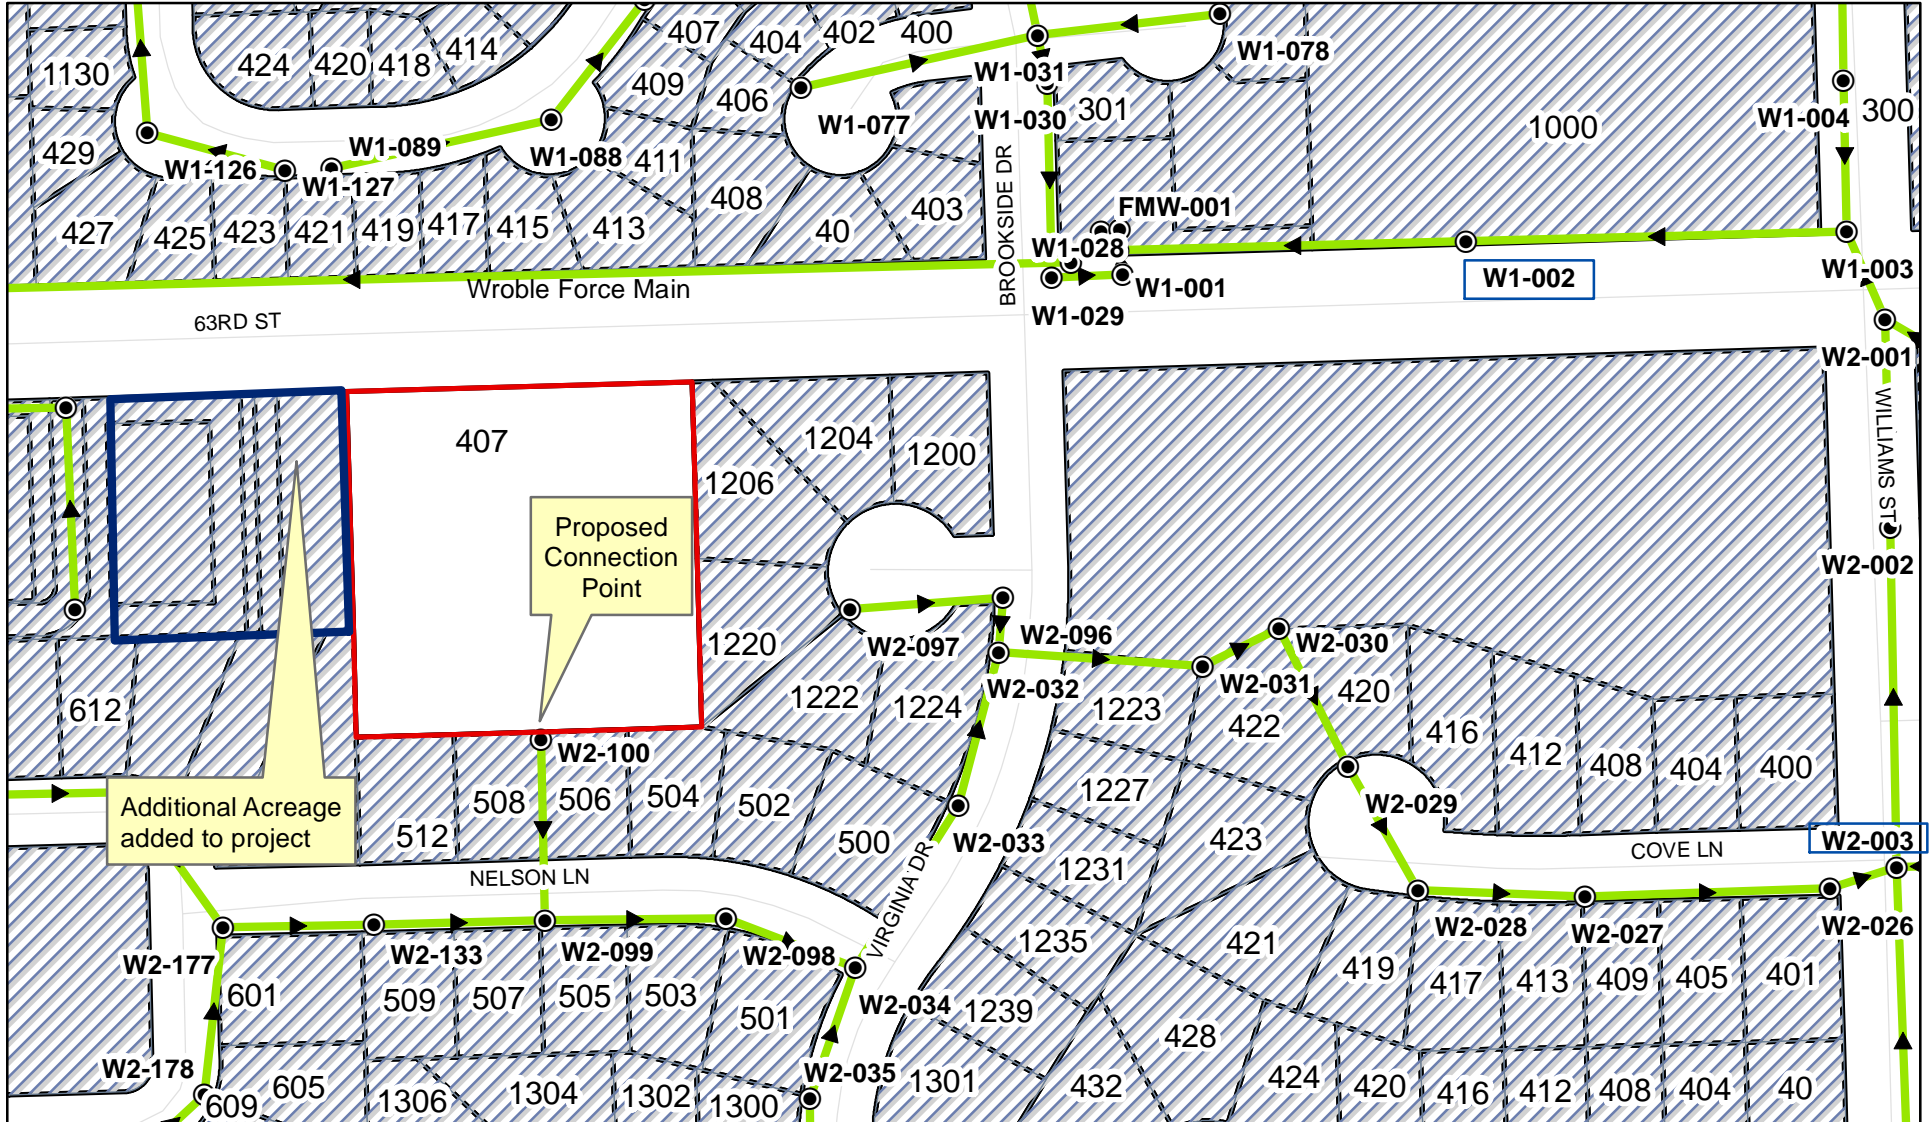 407
404
402
400
W1-078
414
424
420
418
1130
409
406
W1-031
W1-030
301
W1-004
300
1000
W1-077
429
W1-089
W1-126
W1-127
W1-088
411
408
403
40
BROOKSIDE DR
FMW-001
W1-028
427
425
423
421
419
417
415
413
Wroble Force Main
W1-001
W1-002
W1-003
W1-029
63RD ST
W2-001
WILLIAMS ST
407
1204
1200
1206
Proposed
Connection
Point
W2-002
1220
W2-097
W2-096
W2-030
W2-031
420
W2-032
1222
1224
1223
422
416
412
408
404
400
612
W2-100
Additional Acreage
added to project
512
508
506
504
502
500
1227
W2-029
W2-033
423
W2-003
COVE LN
1231
NELSON LN
VIRGINIA DR
W2-177
W2-133
W2-099
W2-098
1235
421
W2-028
W2-027
W2-026
601
509
507
505
503
501
W2-034
1239
419
417
413
409
405
401
428
W2-178
W2-035
609
605
1306
1304
1302
1300
1301
432
424
420
416
412
408
404
40